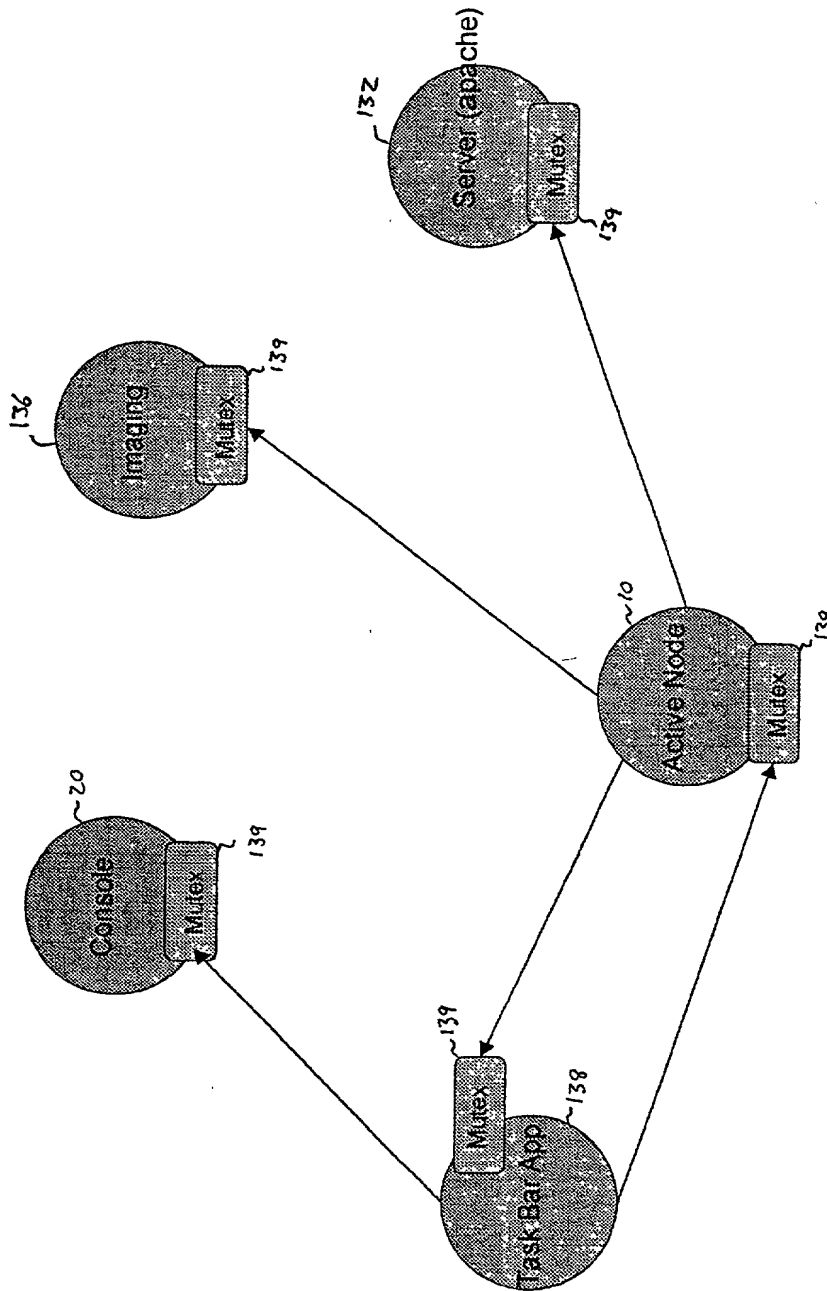 20
Console
Mutex
139
136
Imaging
Mutex
139
132
Server (apache)
Mutex
139
139
Mutex
Task Bar App
138
10
Active Node
Mutex
139